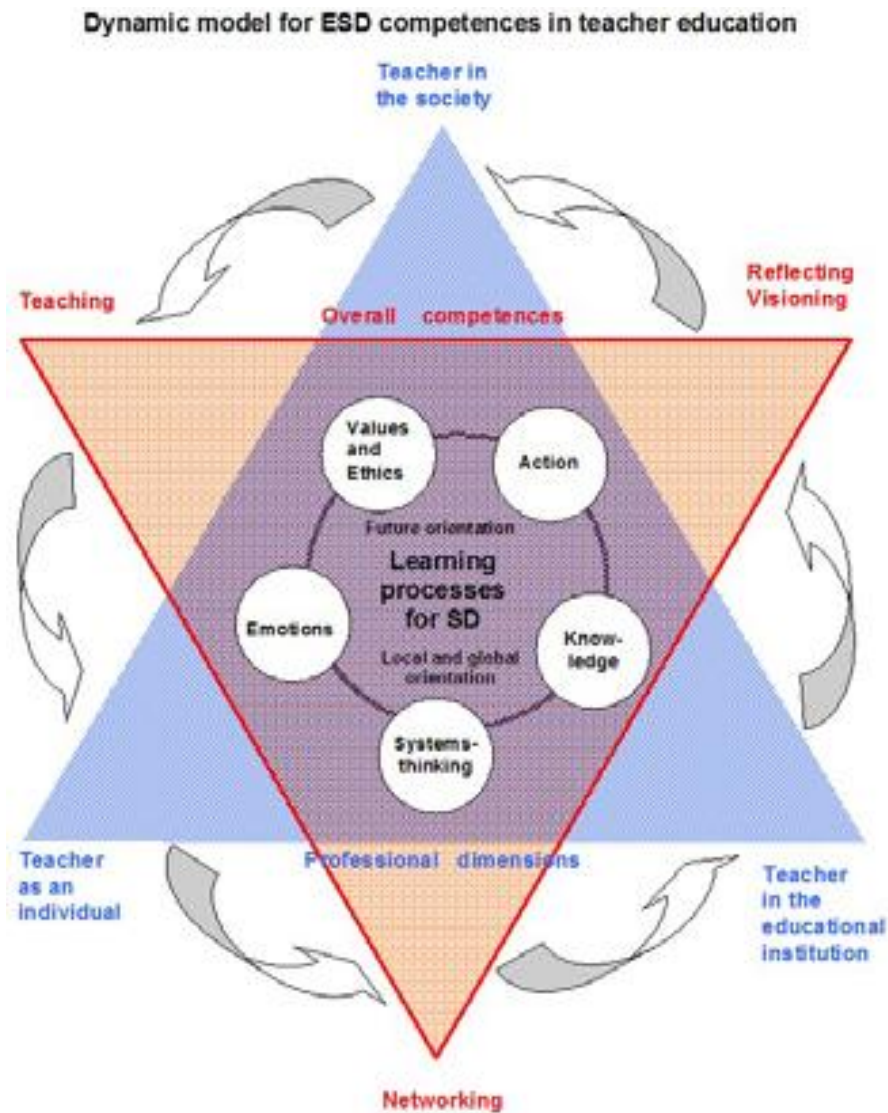 Dynamic model for ESD competences in teacher education
Teacher in
the society
Teaching
Reflecting
Visioning
Overall competences
Values
and
Ethics
Action
Future orientation
Learning
processes
for SD
Emotions
Know-
ledge
Local and global
orientation
Systems-
thinking
Teacher
as an
individual
Professional dimensions
Teacher
in the
educational
institution
Networking